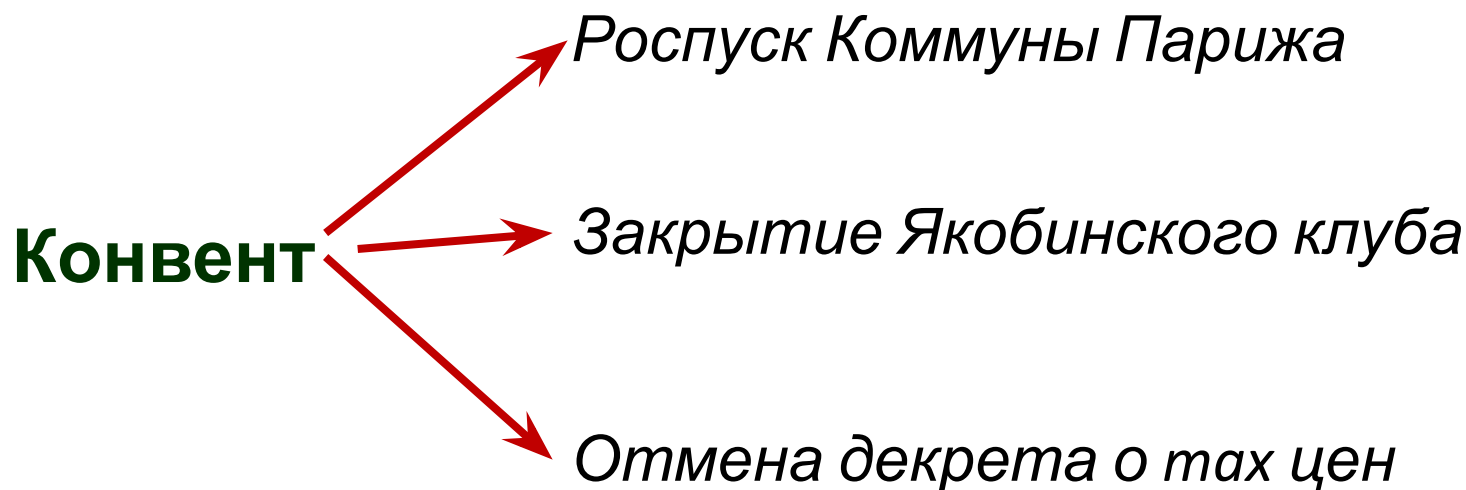 Роспуск Коммуны Парижа
Закрытие Якобинского клуба
Конвент
Отмена декрета о max цен